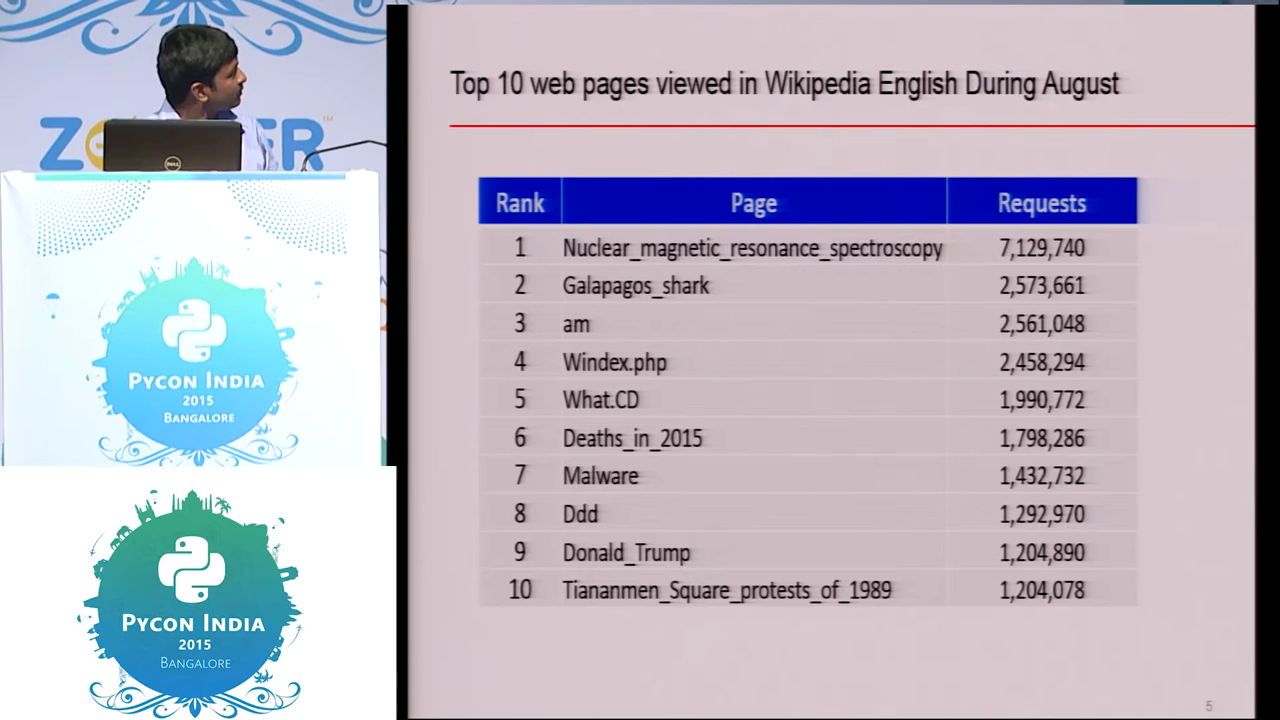 Top 10 web pages viewed in Wikipedia English During August
Rank Page Requests
1 Nuclear_magnetic_resonance_spectroscopy 7,129,740
2 Galapagos_shark 2,573,661
3 am 2,561,048
4 Windex.php 2,458,294
5 What.CD 1,990,772
6 Deaths_in_2015 1,798,286
7 Malware 1,432,732
8 Ddd 1,292,970
9 Donald_Trump 1,204,890
10 Tiananmen_Square_protests_of_1989 1,204,078
5
DELL
PYCON INDIA
2015
BANGALORE
PYCON INDIA
2015
BANGALORE